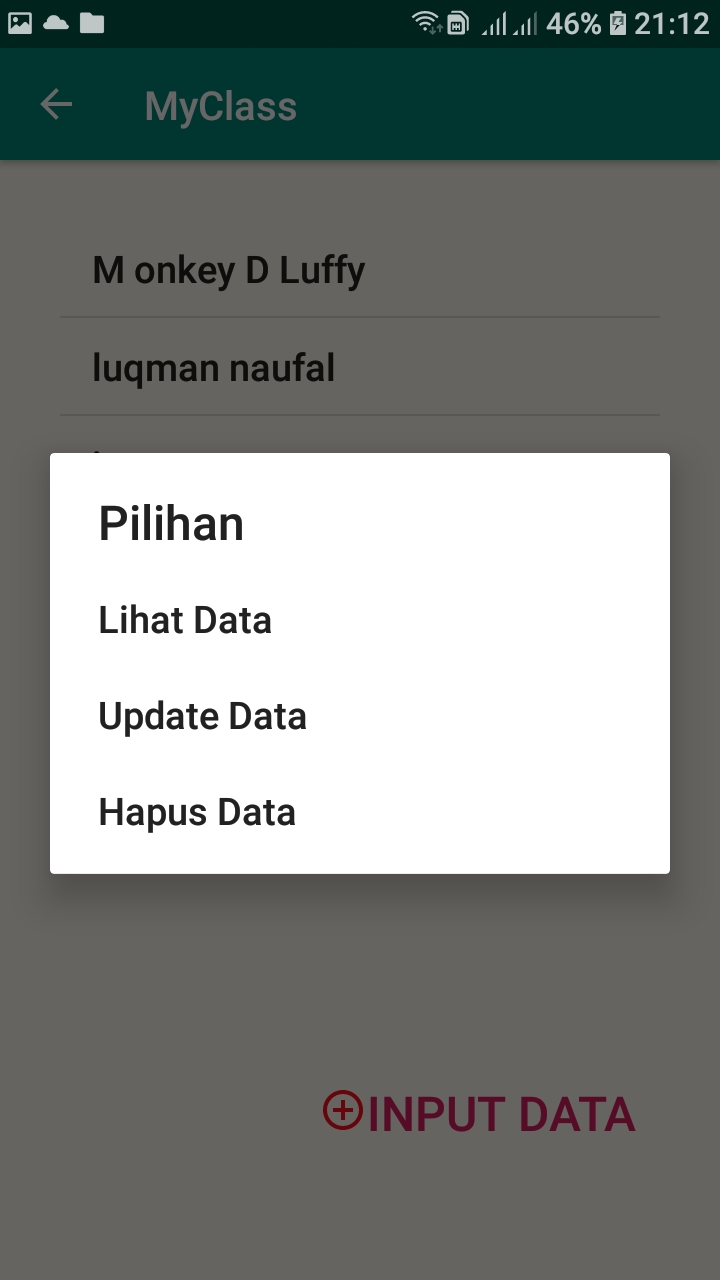 46% 21:12
MyClass
M onkey D Luffy
luqman naufal
Pilihan
Lihat Data
Update Data
Hapus Data
INPUT DATA